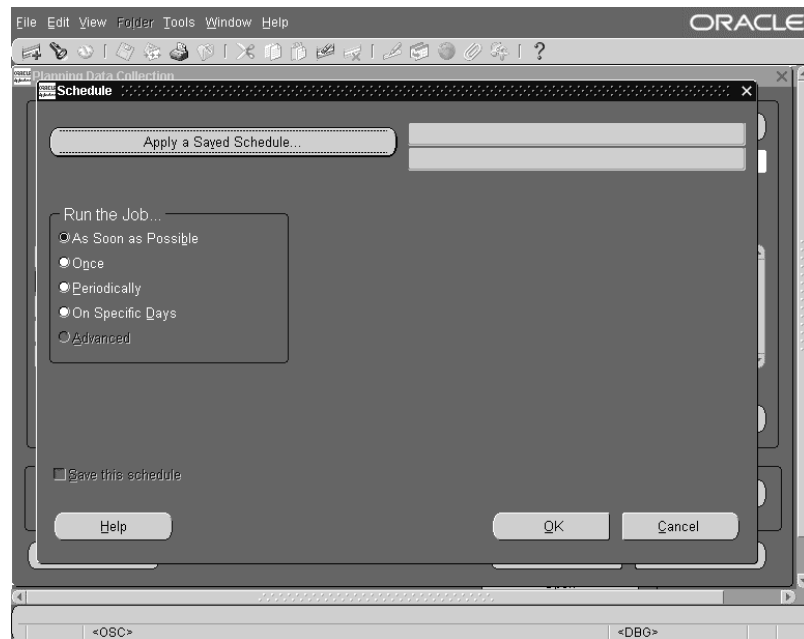 File Edit View Folder Tools Window Help
ORACLE
Planning Data Collection
Schedule
Apply a Saved Schedule...
Run the Job...
As Soon as Possible
Once
Periodically
On Specific Days
Advanced
Save this schedule
Help OK Cancel
<OSC> <DBG>